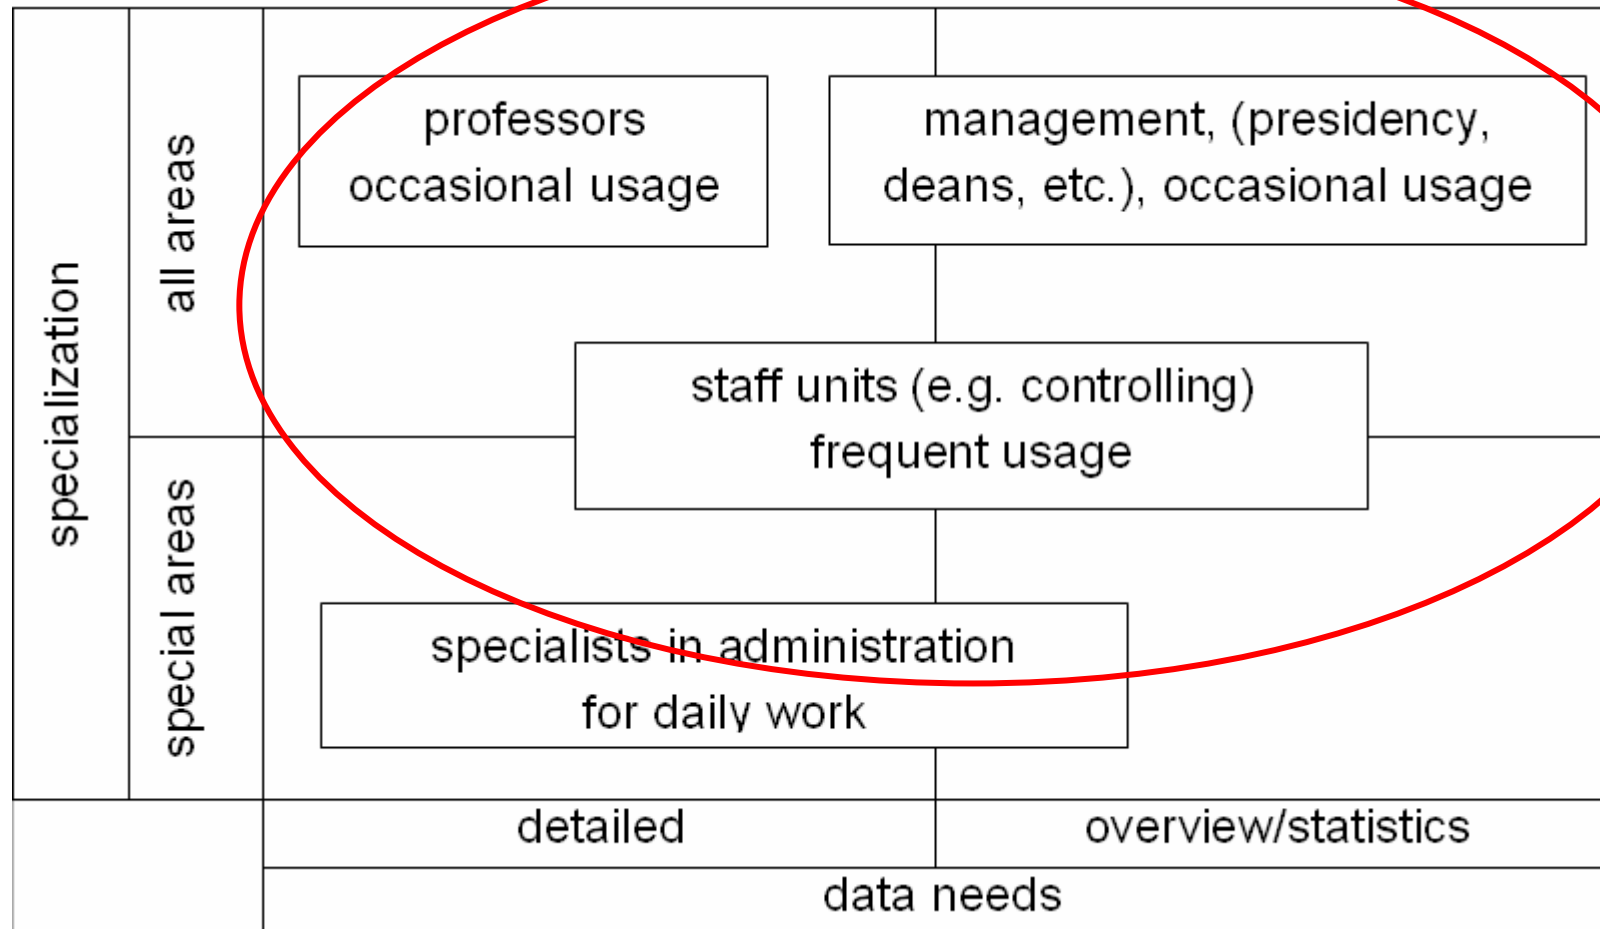 specialization
all areas
special areas
professors
occasional usage
management, (presidency,
deans, etc.), occasional usage
staff units (e.g. controlling)
frequent usage
specialists in administration
for daily work
detailed
overview/statistics
data needs